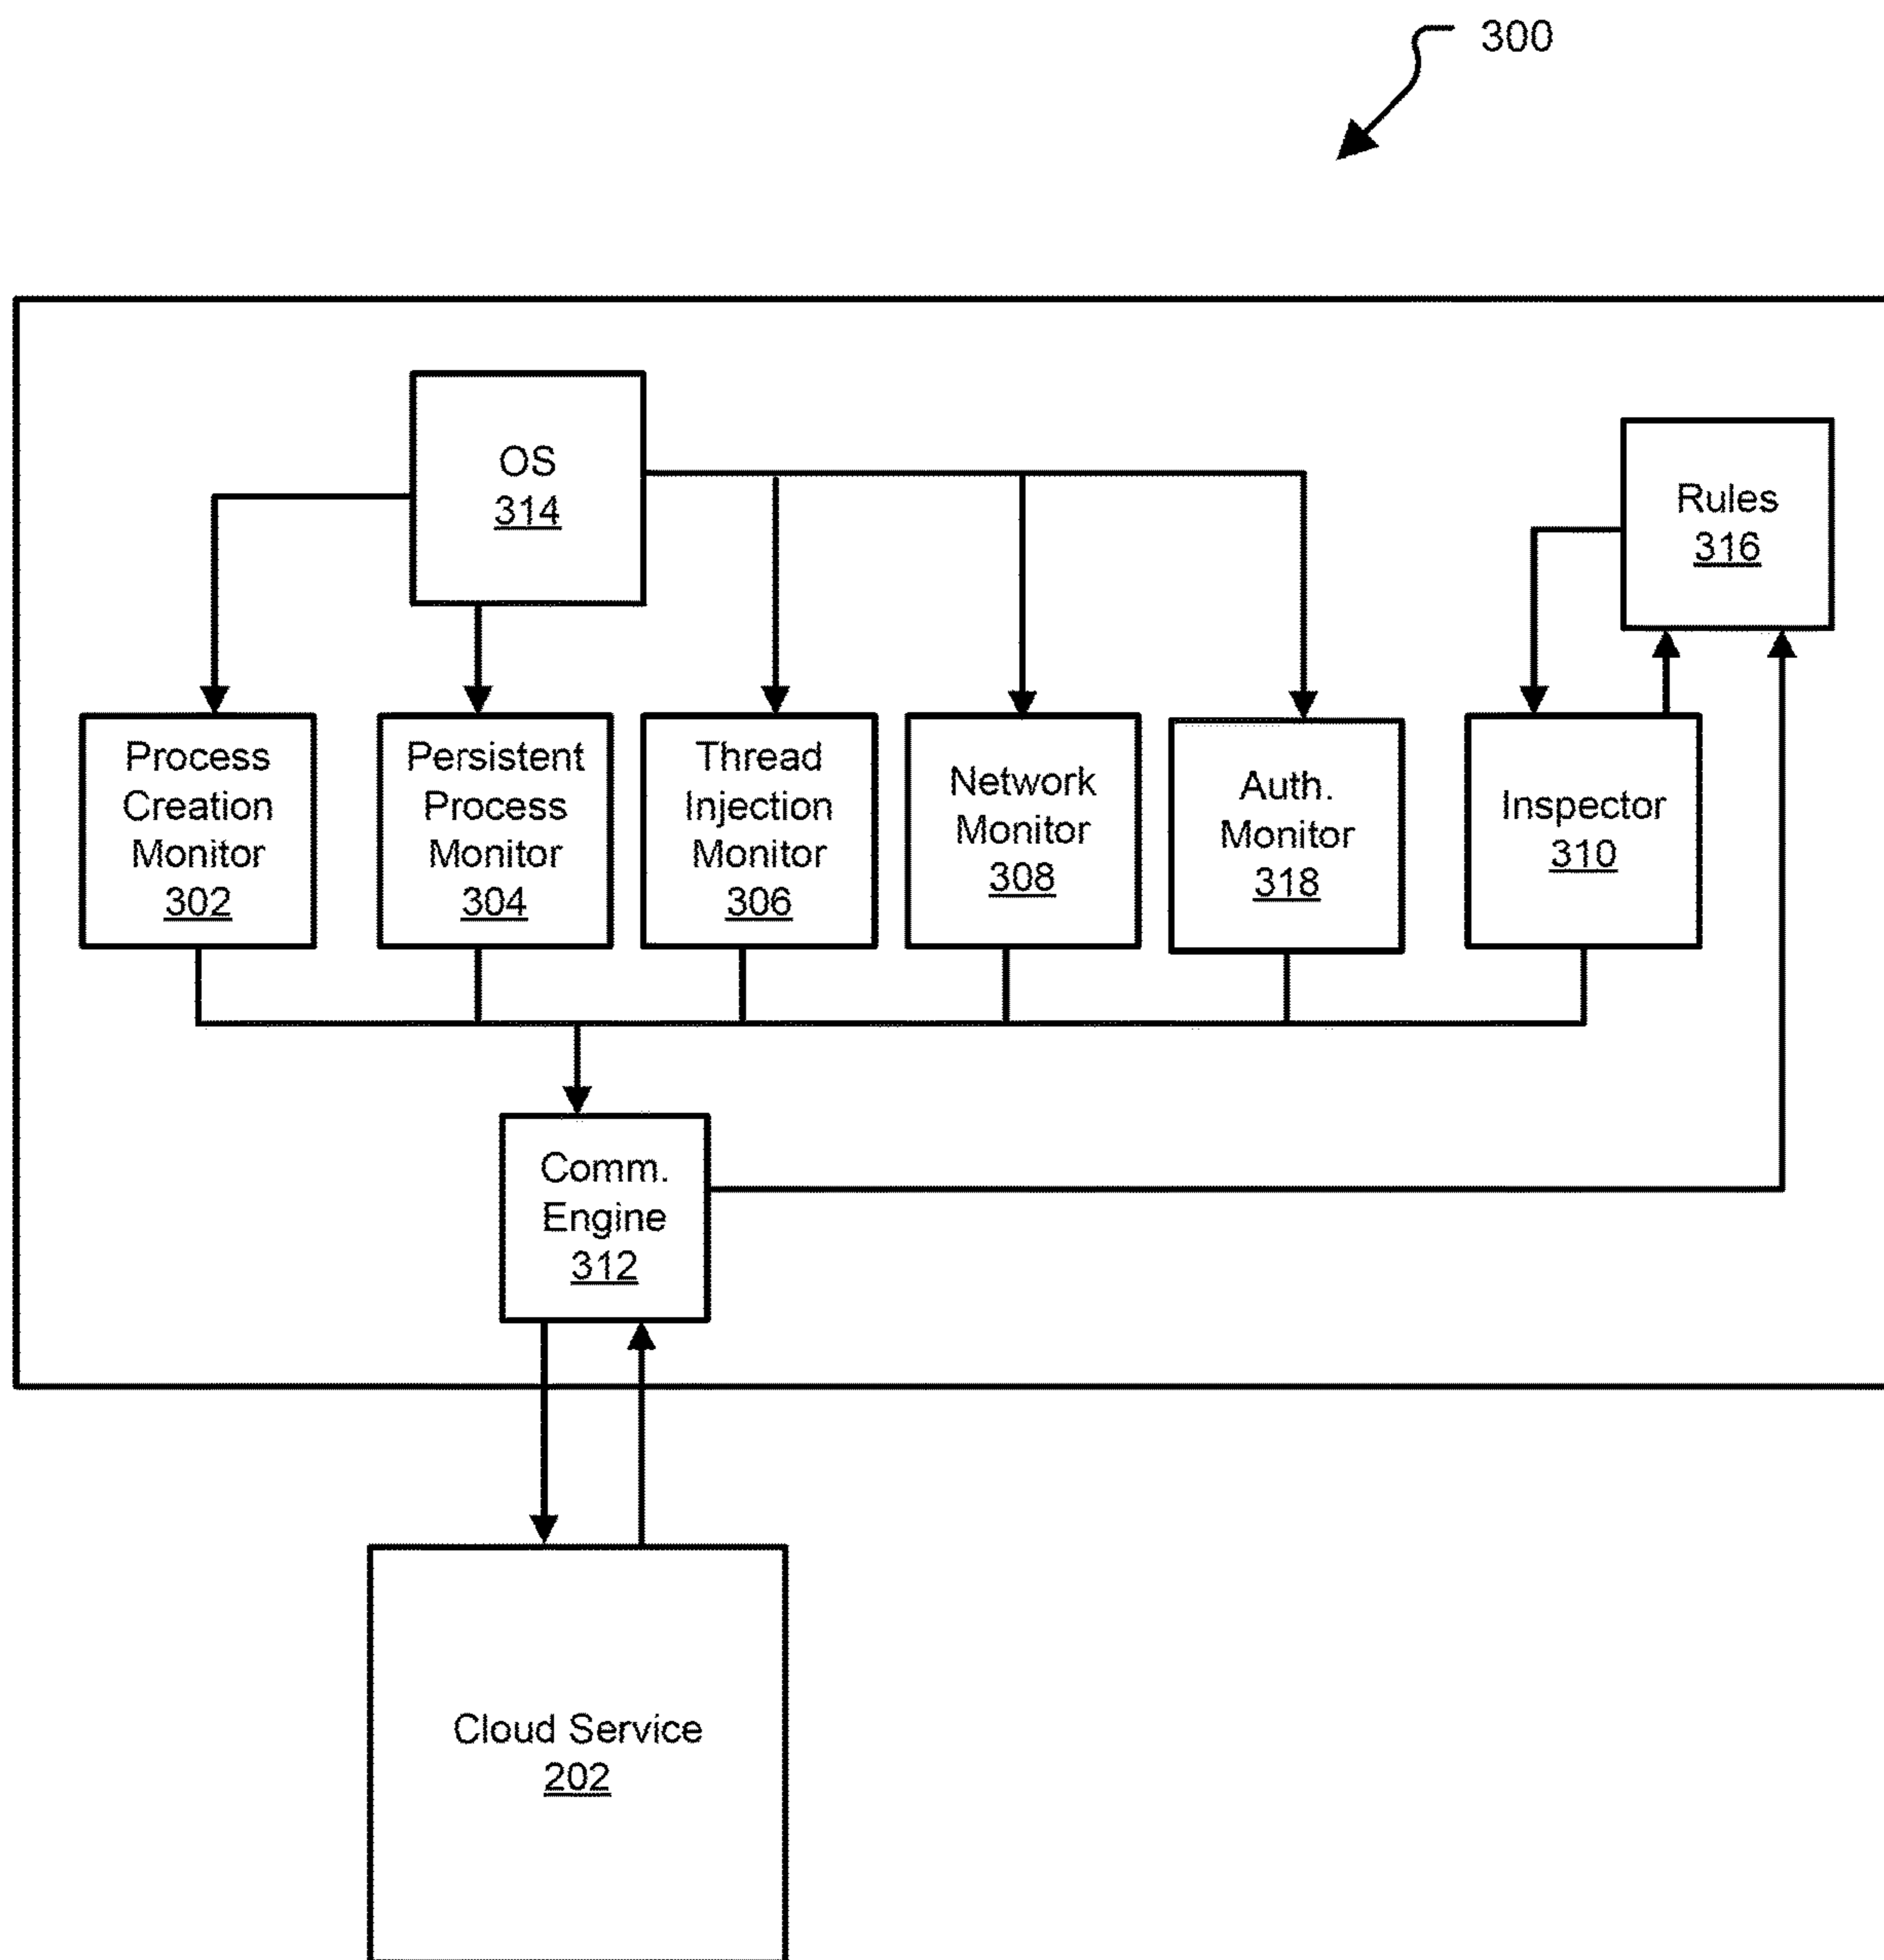 300
OS
314
Rules
316
Process
Creation
Monitor
302
Persistent
Process
Monitor
304
Thread
Injection
Monitor
306
Network
Monitor
308
Auth.
Monitor
318
Inspector
310
Comm.
Engine
312
Cloud Service
202